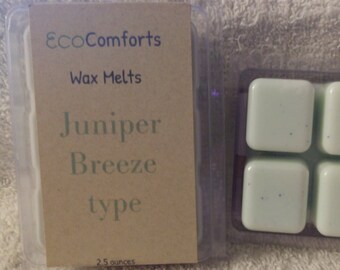 EcoComforts
Wax Melts
Juniper
Breeze
type
2.5 ounces